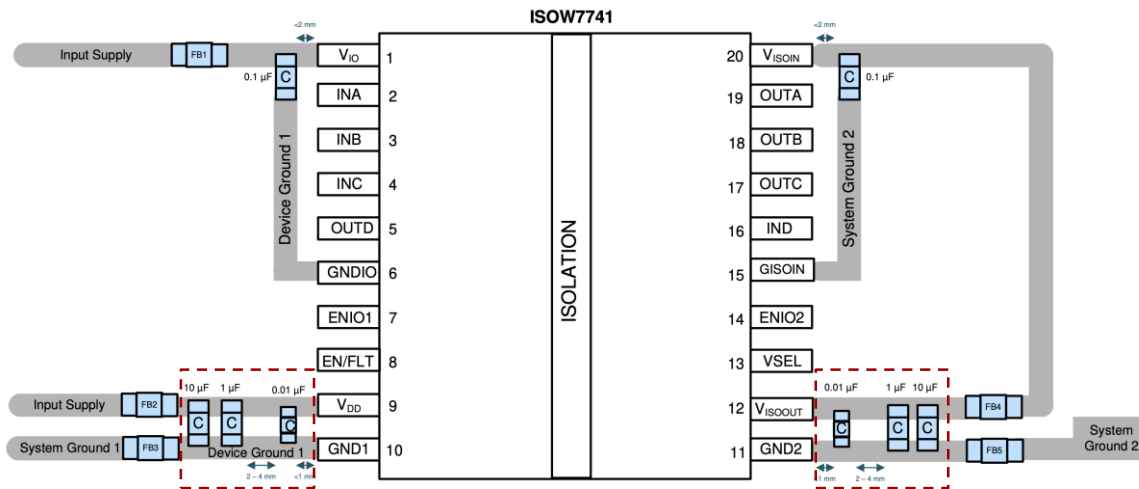 ISOW7741
<2 mm
<2 mm
Input Supply
FB1
V_IO
1
20
V_ISOIN
0.1 µF
C
C
0.1 µF
INA
2
19
OUTA
INB
3
18
OUTB
Device Ground 1
ISOLATION
System Ground 2
INC
4
17
OUTC
OUTD
5
16
IND
GNDIO
6
15
GISOIN
ENIO1
7
14
ENIO2
EN/FLT
8
13
VSEL
10 µF
1 µF
0.01 µF
0.01 µF
1 µF
10 µF
Input Supply
FB2
V_DD
9
12
V_ISOOUT
FB4
C
C
C
C
C
C
System Ground 1
FB3
Device Ground 1
GND1
10
11
GND2
FB5
System
Ground 2
2 – 4 mm
<1 mm
1 mm
2 – 4 mm